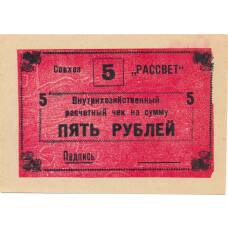 Совхоз 5 „РАССВЕТ"
Внутрихозяйственный
5 расчетный чек на сумму 5
ПЯТЬ РУБЛЕЙ
Подпись